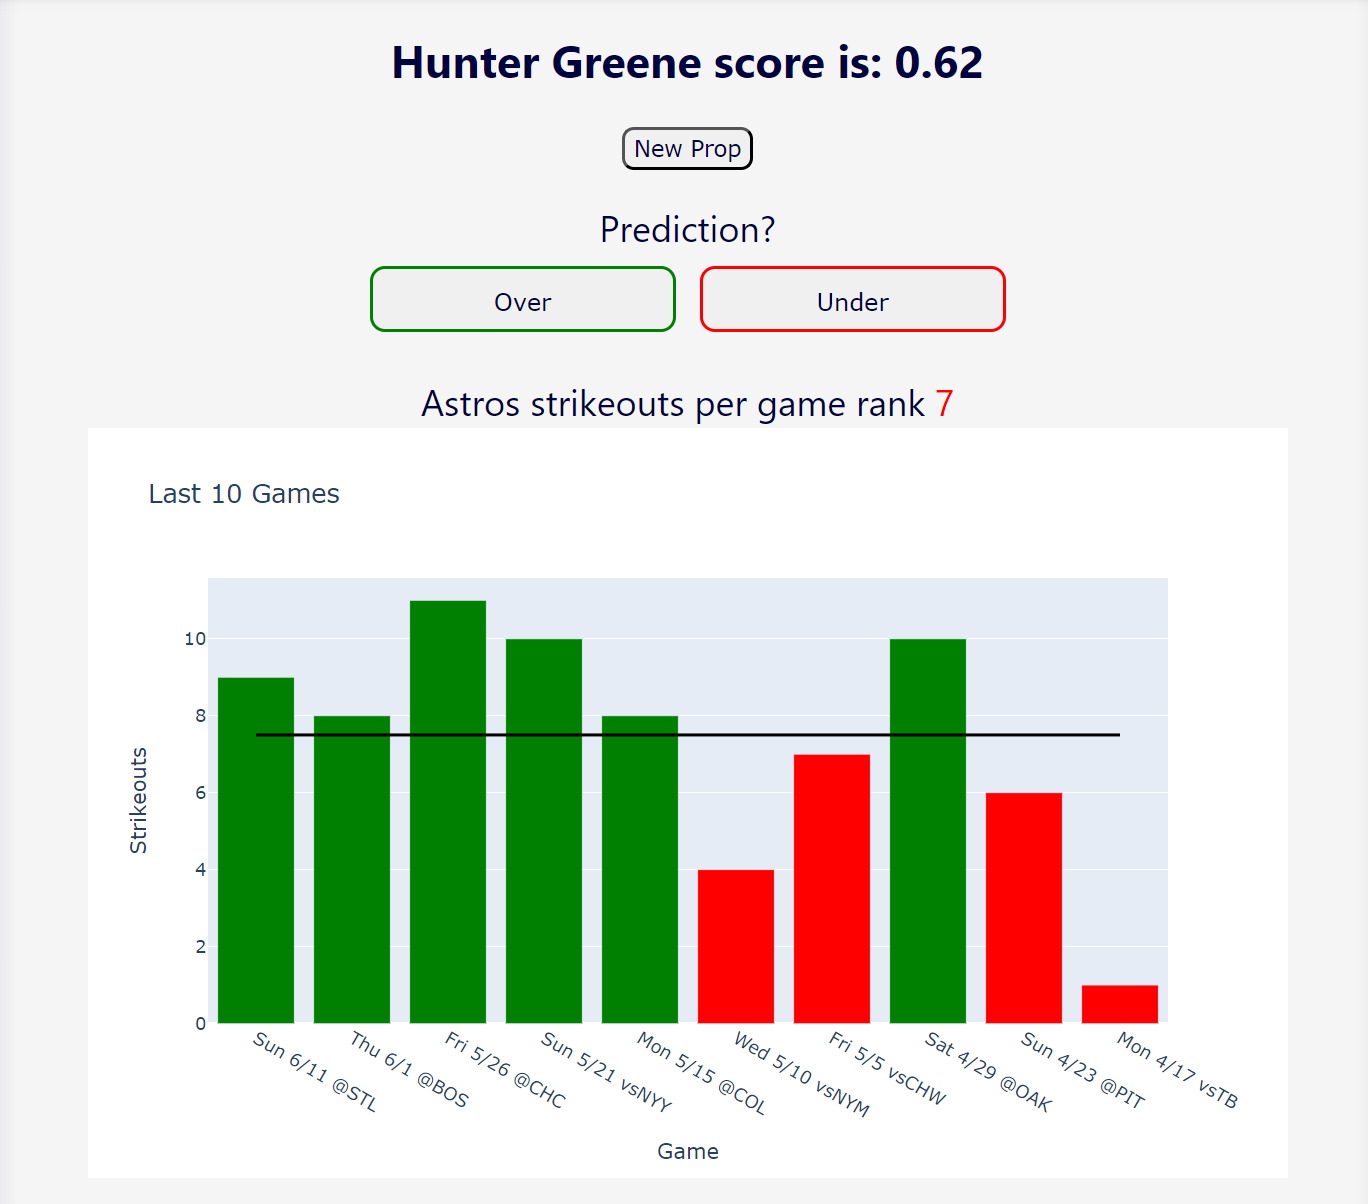 Hunter Greene score is: 0.62
New Prop
Prediction?
Over
Under
Astros strikeouts per game rank 7
Last 10 Games
10
8
6
4
2
0
Strikeouts
Sun 6/11 @STL
Thu 6/1 @BOS
Fri 5/26 @CHC
Sun 5/21 vsNYY
Mon 5/15 @COL
Wed 5/10 vsNYM
Fri 5/5 vsCHW
Sat 4/29 @OAK
Sun 4/23 @PIT
Mon 4/17 vsTB
Game